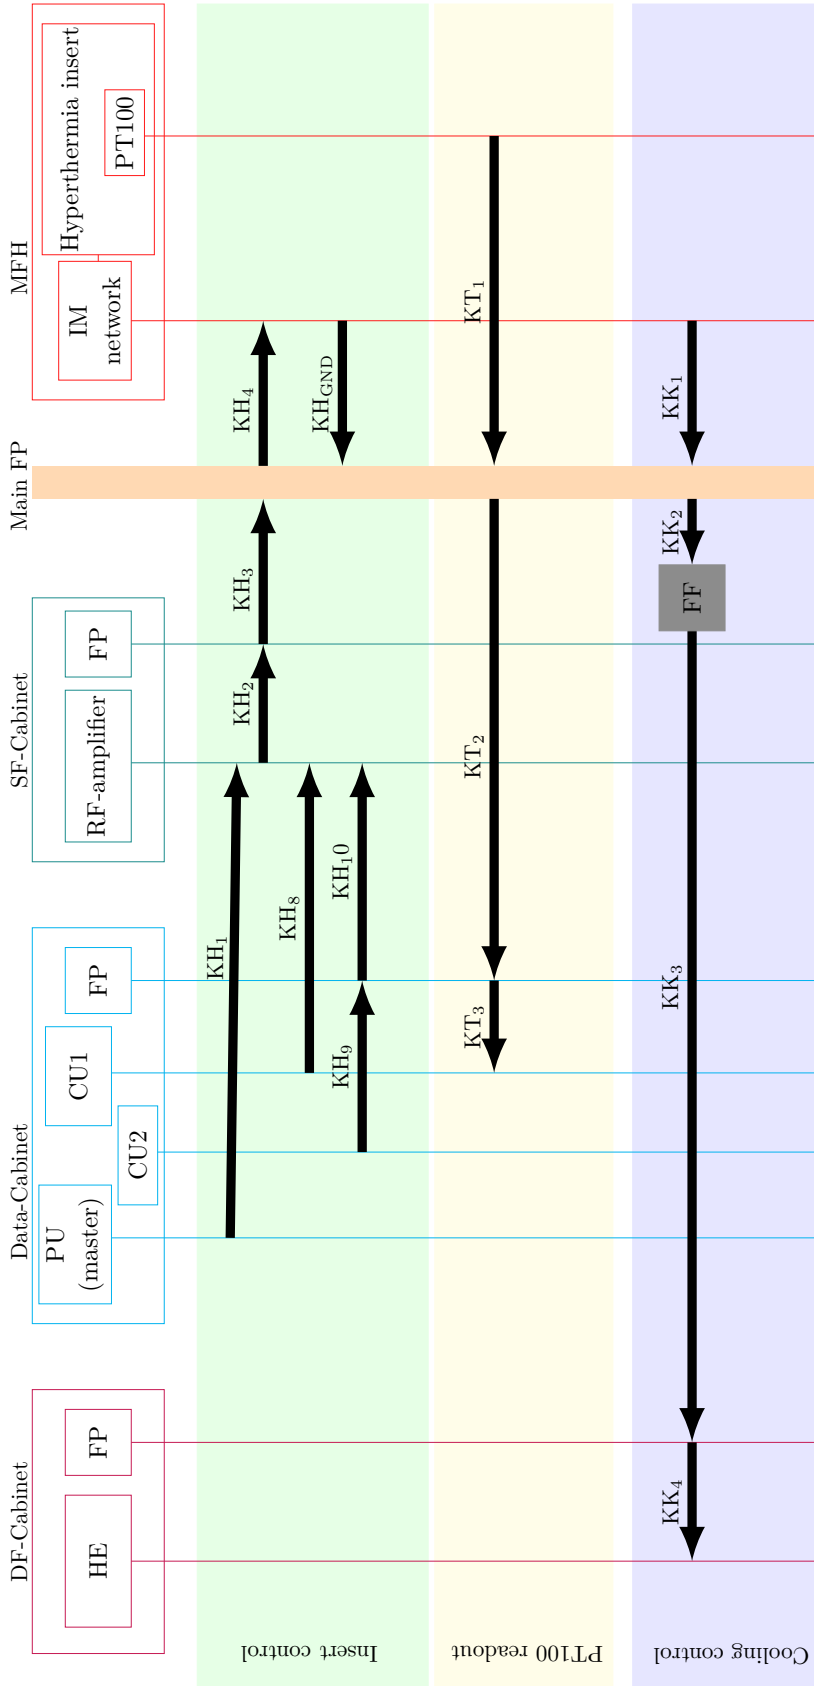 DF-Cabinet
HE
FP
Data-Cabinet
PU
(master)
CU2
CU1
FP
SF-Cabinet
RF-amplifier
FP
Main FP
MFH
IM
network
Hyperthermia insert
PT100
Insert control
KH₁
KH₂
KH₃
KH₄
KH₈
KH_GND
KH₉
KH₁0
PT100 readout
KT₃
KT₂
KT₁
Cooling control
KK₄
KK₃
FF
KK₂
KK₁